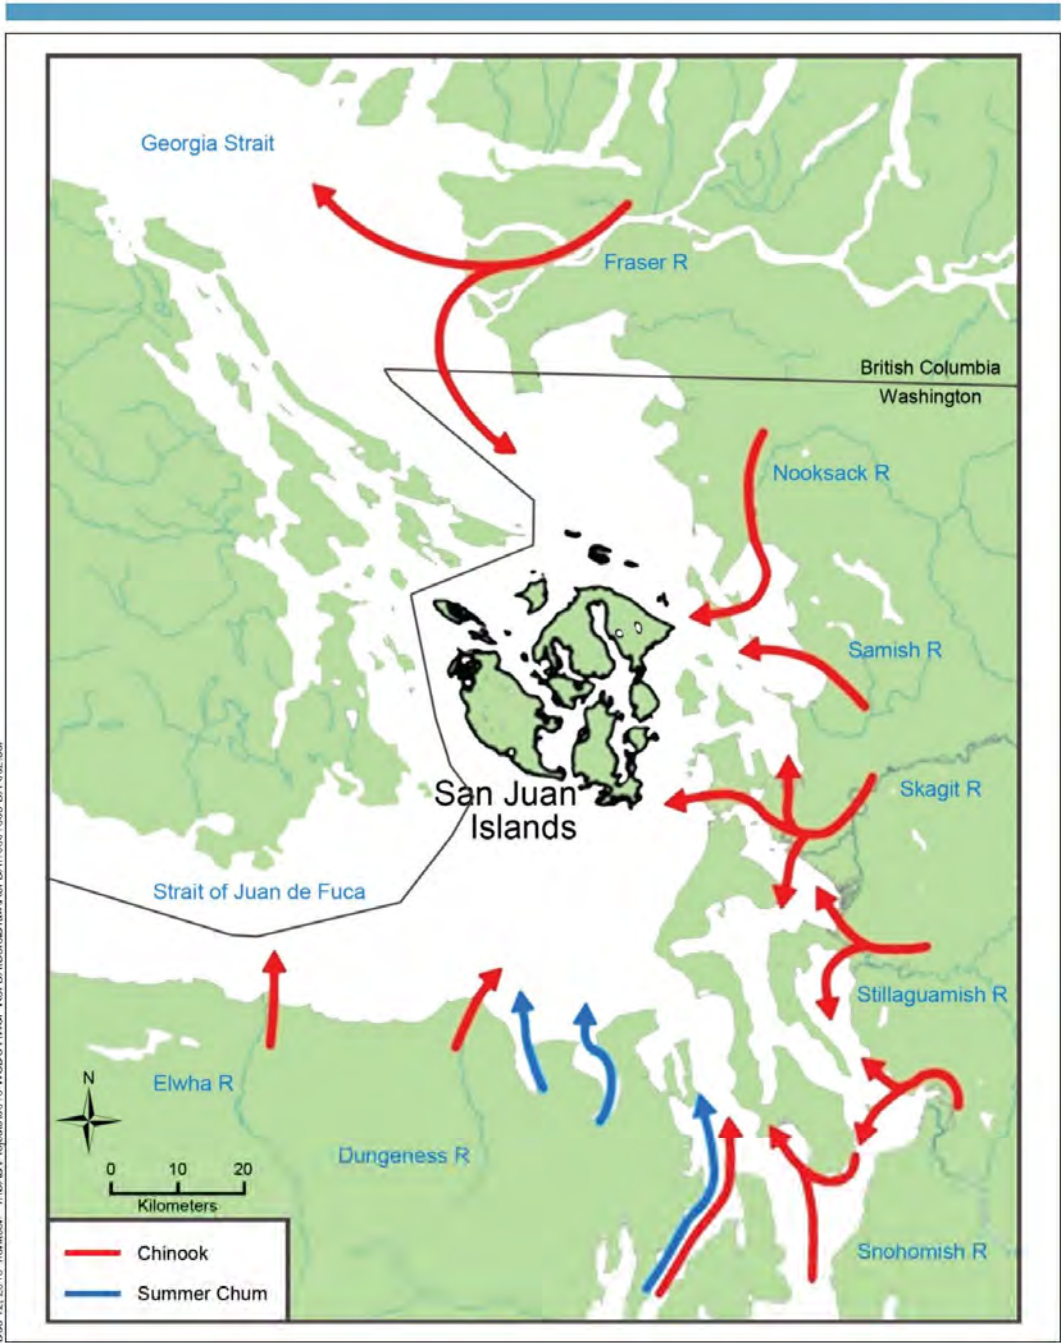 Georgia Strait
Fraser R
British Columbia
Washington
Nooksack R
Samish R
Skagit R
San Juan
Islands
Strait of Juan de Fuca
Stillaguamish R
N
Elwha R
Dungeness R
0 10 20
Kilometers
Snohomish R
Chinook
Summer Chum